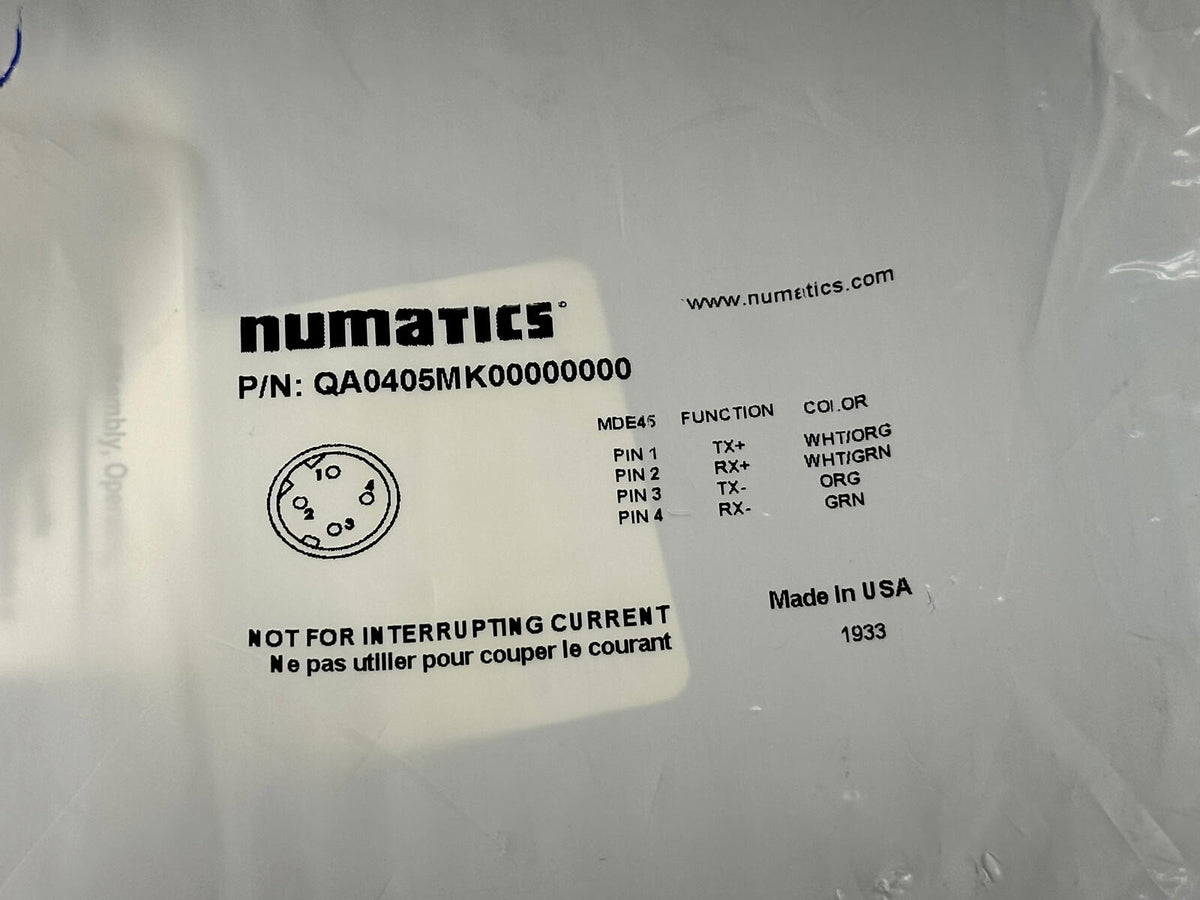 numatics
www.numatics.com
P/N: QA0405MK00000000
MDE45 FUNCTION COLOR
PIN 1 TX+ WHT/ORG
PIN 2 RX+ WHT/GRN
PIN 3 TX- ORG
PIN 4 RX- GRN
1
4
2
3
NOT FOR INTERRUPTING CURRENT
Ne pas utilier pour couper le courant
Made In USA
1933